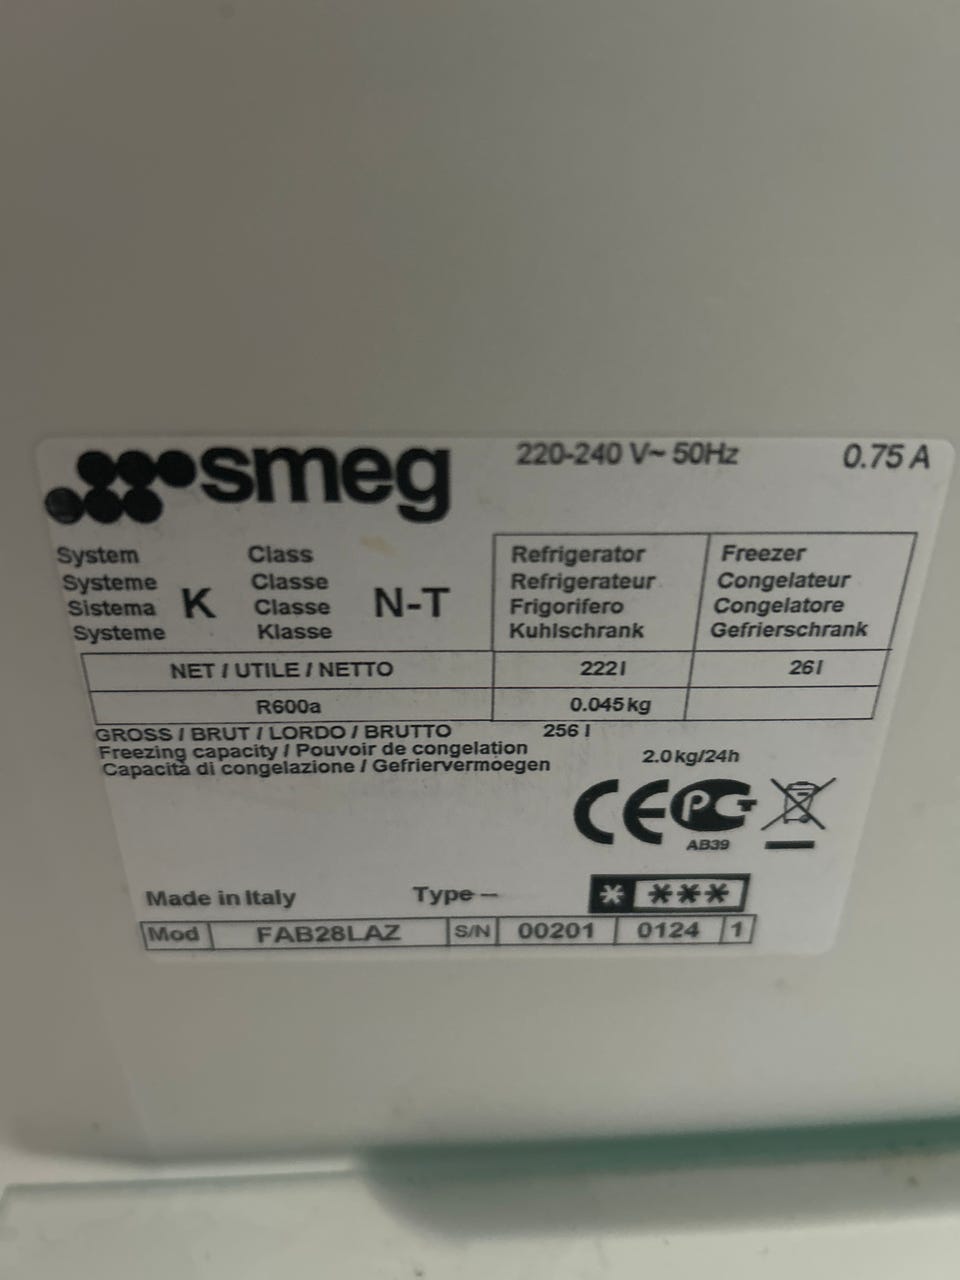 smeg 220-240 V~ 50Hz 0.75 A
System Class Refrigerator Freezer
Systeme Classe Refrigerateur Congelateur
Sistema K Classe N-T Frigorifero Congelatore
Systeme Klasse Kuhlschrank Gefrierschrank
NET / UTILE / NETTO 222 l 26 l
R600a 0.045 kg
GROSS / BRUT / LORDO / BRUTTO 256 l
Freezing capacity / Pouvoir de congelation
Capacità di congelazione / Gefriervermoegen 2.0 kg/24h
CE PCT
AB39
Made in Italy Type -- * ***
Mod FAB28LAZ S/N 00201 0124 1